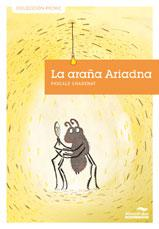 COLECCIÓN PICNIC
La araña Ariadna
PASCALE CHADENAT